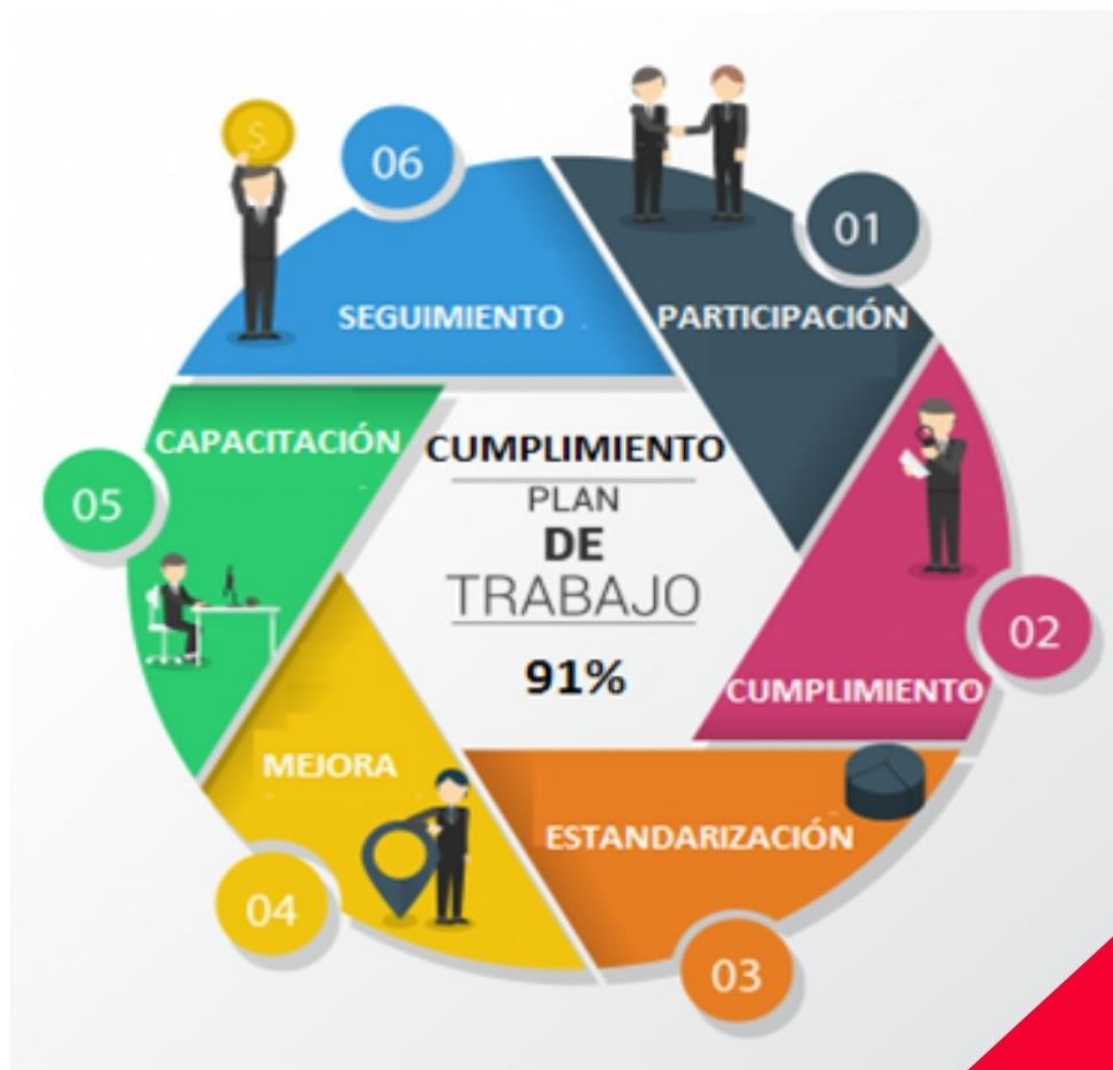 06
$
01
SEGUIMIENTO
PARTICIPACIÓN
CAPACITACIÓN
CUMPLIMIENTO
PLAN
DE
TRABAJO
91%
05
02
CUMPLIMIENTO
MEJORA
ESTANDARIZACIÓN
04
03